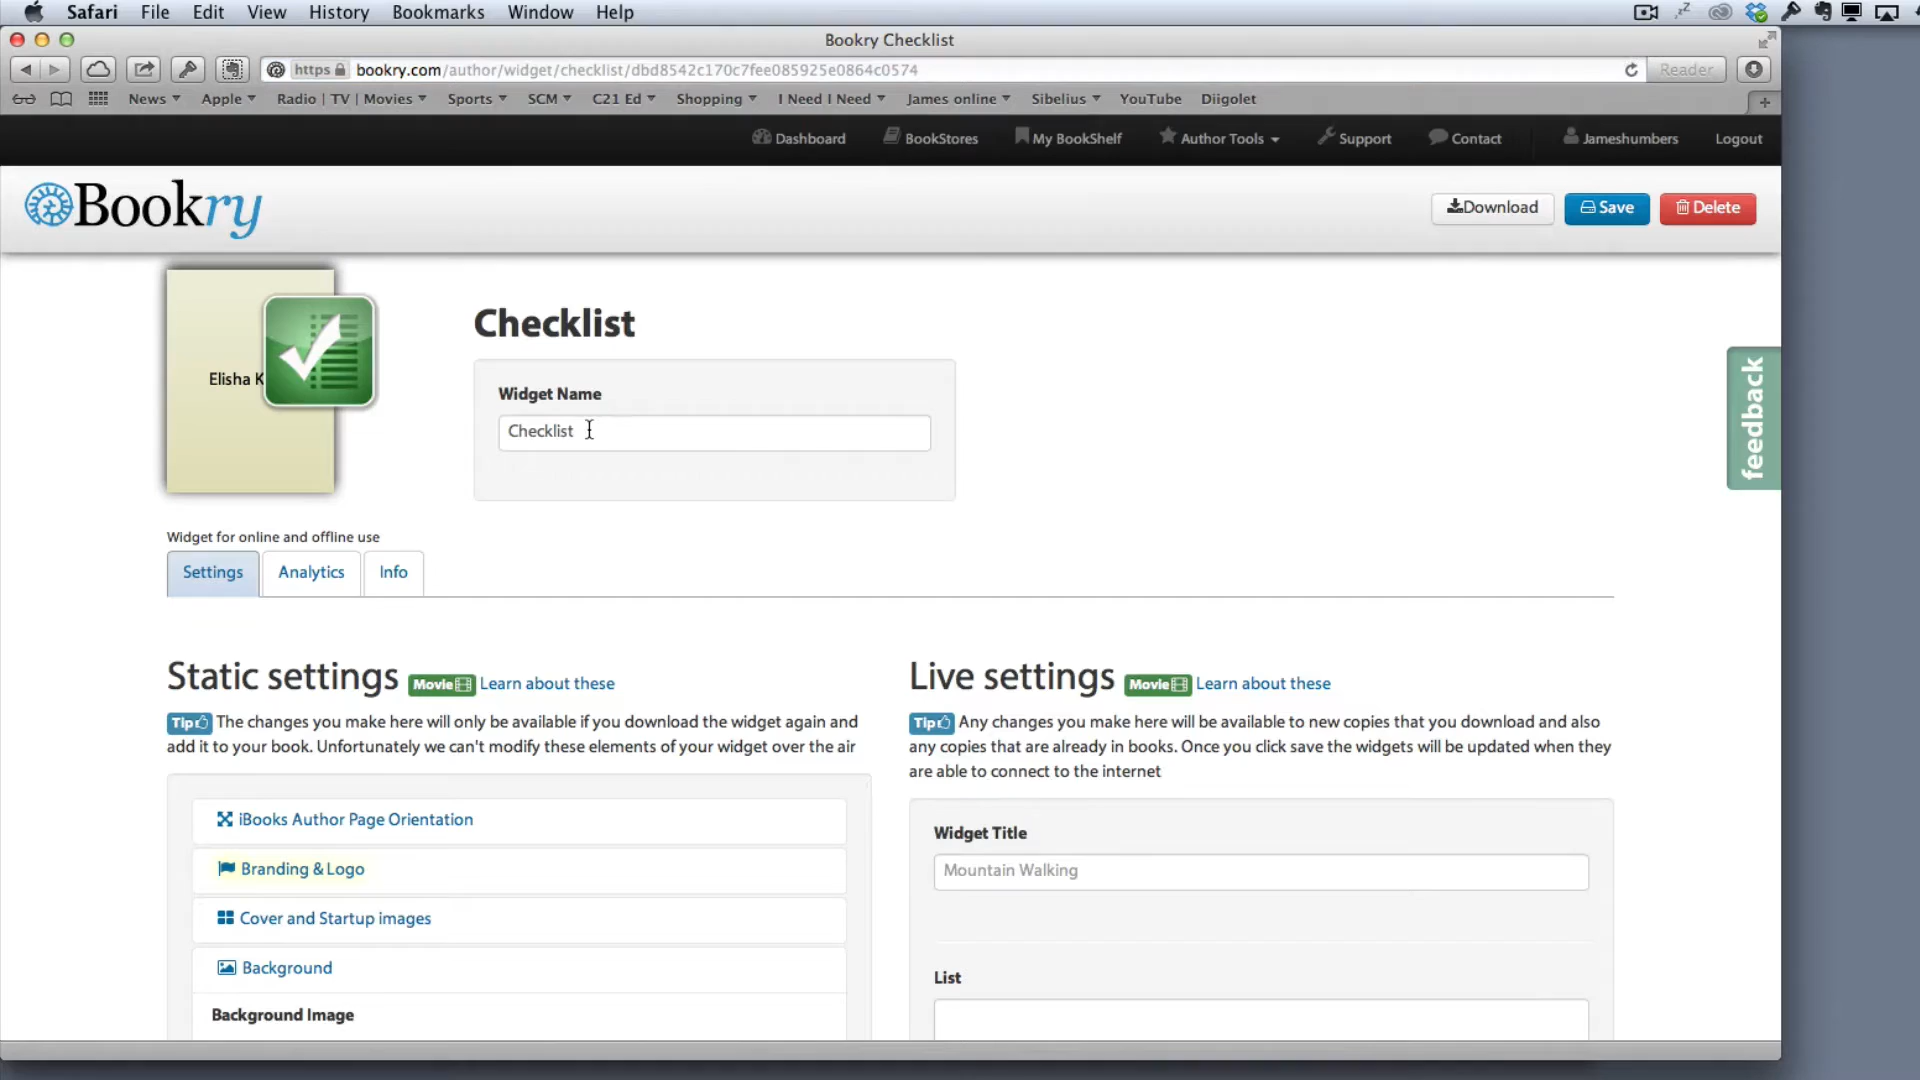 Safari File Edit View History Bookmarks Window Help
Bookry Checklist
https bookry.com/author/widget/checklist/dbd8542c170c7fee085925e0864c0574
Reader
News Apple Radio | TV | Movies Sports SCM C21 Ed Shopping I Need I Need James online Sibelius YouTube Diigolet
Dashboard BookStores My BookShelf Author Tools Support Contact Jameshumbers Logout
Bookry
Download Save Delete
Elisha K
Checklist
Widget Name
Checklist
feedback
Widget for online and offline use
Settings Analytics Info
Static settings Movie Learn about these
Tip The changes you make here will only be available if you download the widget again and
add it to your book. Unfortunately we can't modify these elements of your widget over the air
iBooks Author Page Orientation
Branding & Logo
Cover and Startup images
Background
Background Image
Live settings Movie Learn about these
Tip Any changes you make here will be available to new copies that you download and also
any copies that are already in books. Once you click save the widgets will be updated when they
are able to connect to the internet
Widget Title
Mountain Walking
List